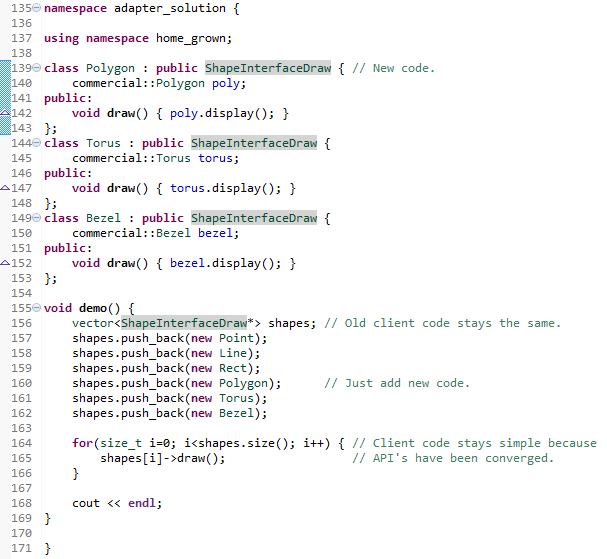 135 namespace adapter_solution {
136
137 using namespace home_grown;
138
139 class Polygon : public ShapeInterfaceDraw { // New code.
140     commercial::Polygon poly;
141 public:
142     void draw() { poly.display(); }
143 };
144 class Torus : public ShapeInterfaceDraw {
145     commercial::Torus torus;
146 public:
147     void draw() { torus.display(); }
148 };
149 class Bezel : public ShapeInterfaceDraw {
150     commercial::Bezel bezel;
151 public:
152     void draw() { bezel.display(); }
153 };
154
155 void demo() {
156     vector<ShapeInterfaceDraw*> shapes; // Old client code stays the same.
157     shapes.push_back(new Point);
158     shapes.push_back(new Line);
159     shapes.push_back(new Rect);
160     shapes.push_back(new Polygon);      // Just add new code.
161     shapes.push_back(new Torus);
162     shapes.push_back(new Bezel);
163
164     for(size_t i=0; i<shapes.size(); i++) { // Client code stays simple because
165         shapes[i]->draw();                  // API's have been converged.
166     }
167
168     cout << endl;
169 }
170
171 }